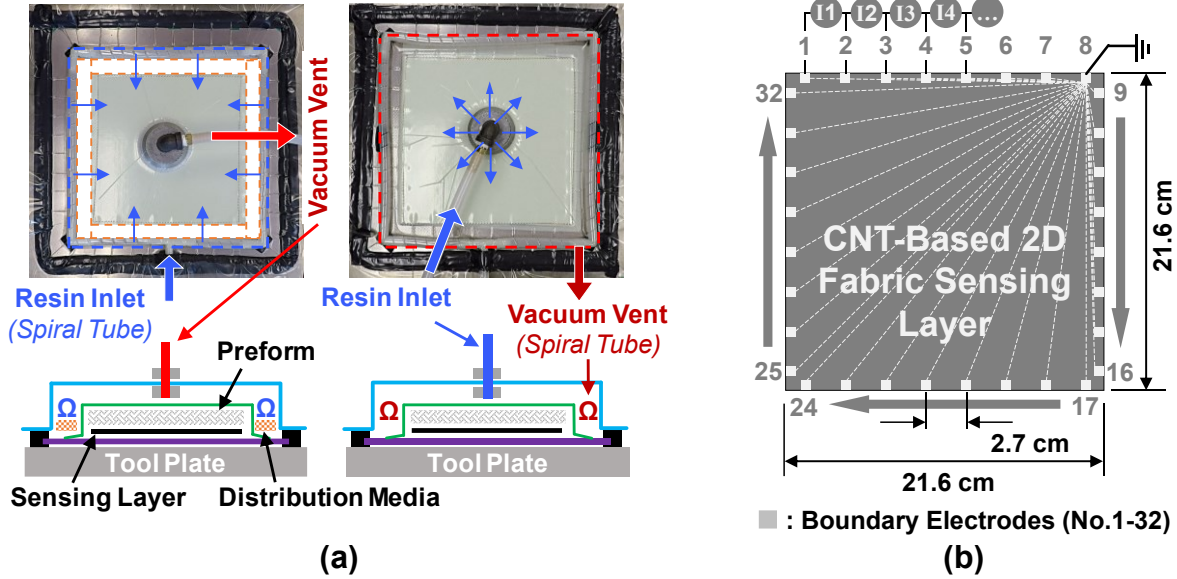 Vacuum Vent
Resin Inlet
(Spiral Tube)
Resin Inlet
Vacuum Vent
(Spiral Tube)
Preform
Ω
Ω
Ω
Ω
Tool Plate
Tool Plate
Sensing Layer
Distribution Media
(a)
I1 I2 I3 I4 ...
1 2 3 4 5 6 7 8
32
9
CNT-Based 2D
Fabric Sensing
Layer
21.6 cm
25
16
24
17
2.7 cm
21.6 cm
: Boundary Electrodes (No.1-32)
(b)